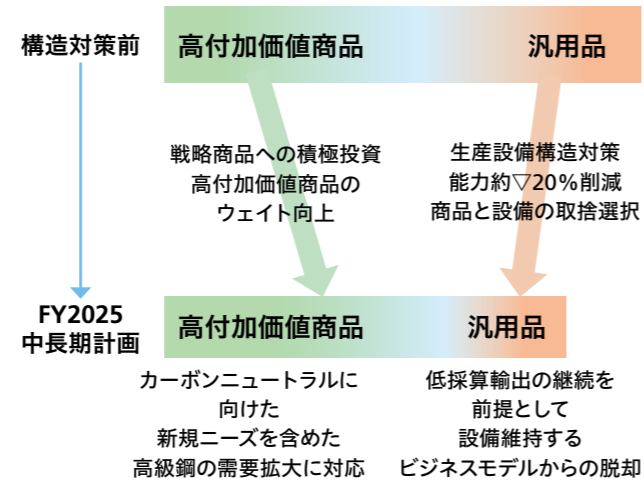 構造対策前
高付加価値商品
汎用品
戦略商品への積極投資
高付加価値商品の
ウェイト向上
生産設備構造対策
能力約▽20%削減
商品と設備の取捨選択
FY2025
中長期計画
高付加価値商品
汎用品
カーボンニュートラルに
向けた
新規ニーズを含めた
高級鋼の需要拡大に対応
低採算輸出の継続を
前提として
設備維持する
ビジネスモデルからの脱却